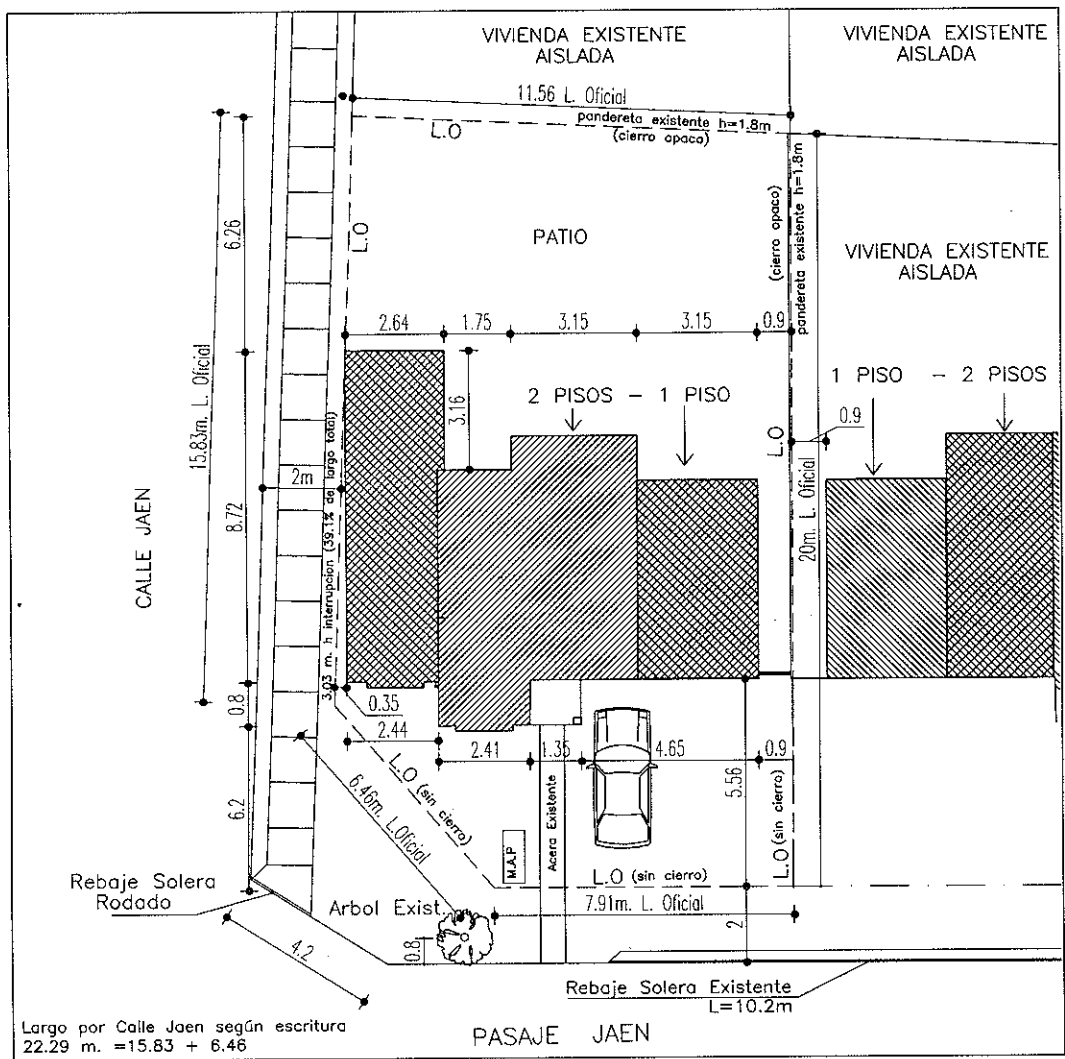 VIVIENDA EXISTENTE
AISLADA
VIVIENDA EXISTENTE
AISLADA
11.56 L. Oficial
pandereta existente h=1.8m
(cierro opaco)
L.O
L.O
6.26
PATIO
(cierro opaco)
pandereta existente h=1.8m
VIVIENDA EXISTENTE
AISLADA
2.64
1.75
3.15
3.15
0.9
15.83m. L. Oficial
3.16
2 PISOS - 1 PISO
1 PISO - 2 PISOS
0.9
L.O
2m
8.72
CALLE JAEN
3.03 m. h interrupcion (39.1% del largo total)
20m. L. Oficial
0.8
0.35
2.44
2.41
1.35
4.65
0.9
5.56
6.2
6.46m. L.Oficial
L.O (sin cierro)
Acera Existente
M.A.P
L.O (sin cierro)
L.O (sin cierro)
Rebaje Solera
Rodado
Arbol Exist.
7.91m. L. Oficial
2
0.8
4.2
Rebaje Solera Existente
L=10.2m
Largo por Calle Jaen según escritura
22.29 m. =15.83 + 6.46
PASAJE JAEN